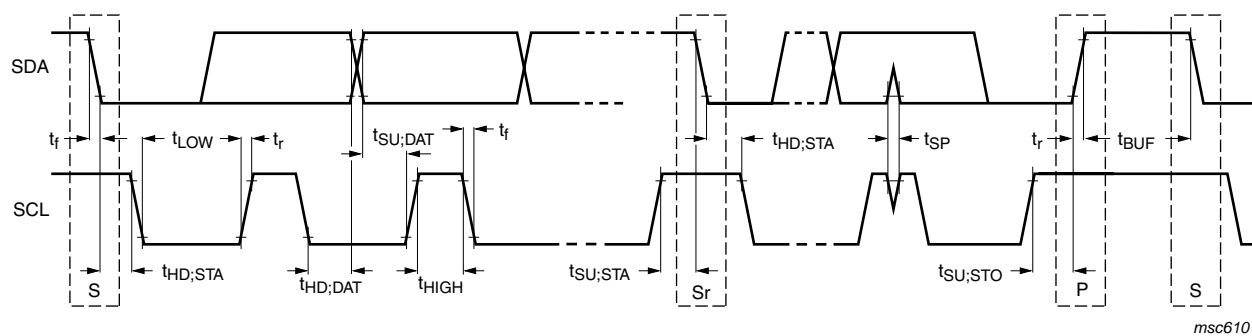 SDA
t_f
t_LOW
t_r
t_SU;DAT
t_f
t_HD;STA
t_SP
t_r
t_BUF
SCL
t_HD;STA
t_HD;DAT
t_HIGH
t_SU;STA
t_SU;STO
S
Sr
P
S
msc610